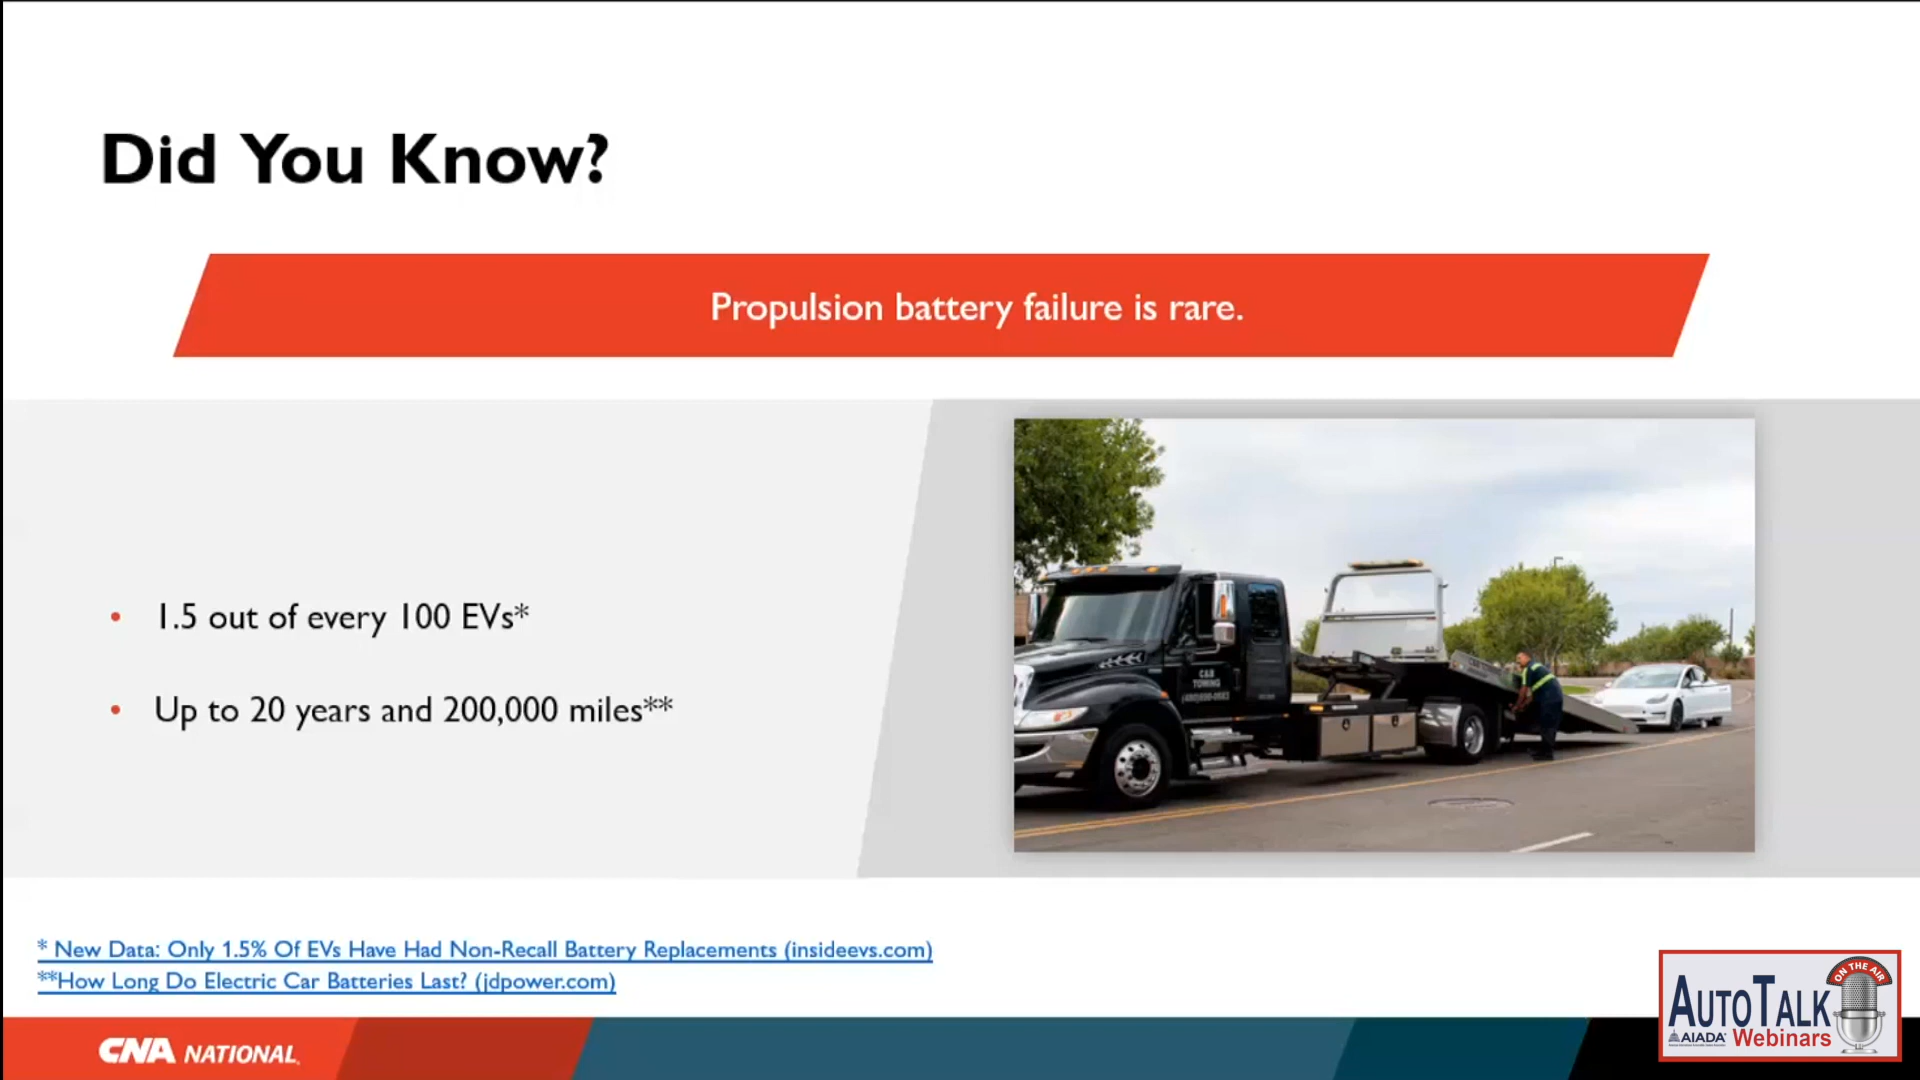 Did You Know?
Propulsion battery failure is rare.
• 1.5 out of every 100 EVs*
• Up to 20 years and 200,000 miles**
C&B
TOWING
* New Data: Only 1.5% Of EVs Have Had Non-Recall Battery Replacements (insideevs.com)
**How Long Do Electric Car Batteries Last? (jdpower.com)
CNA NATIONAL
ON THE AIR
AUTOTALK
AIADA Webinars